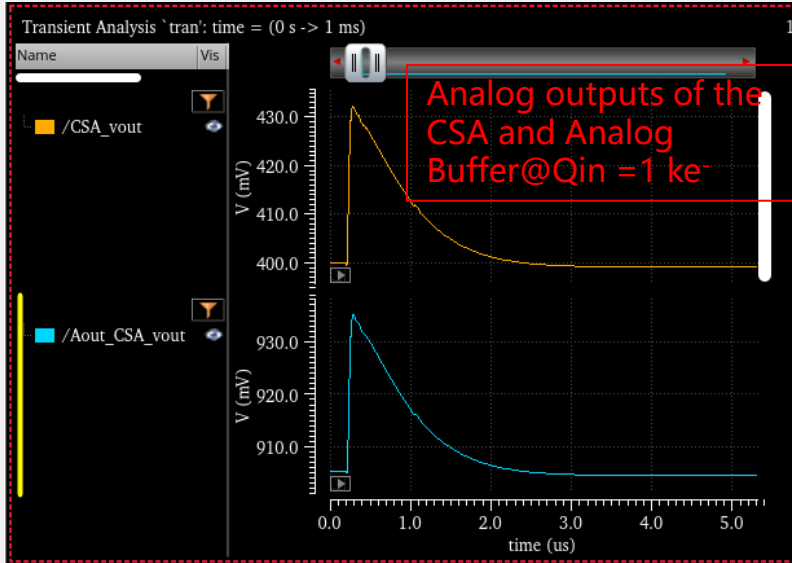 Transient Analysis `tran': time = (0 s -> 1 ms)
1
Name Vis
/CSA_vout
Analog outputs of the
CSA and Analog
Buffer@Qin =1 ke-
V (mV)
430.0
420.0
410.0
400.0
/Aout_CSA_vout
V (mV)
930.0
920.0
910.0
0.0 1.0 2.0 3.0 4.0 5.0
time (us)